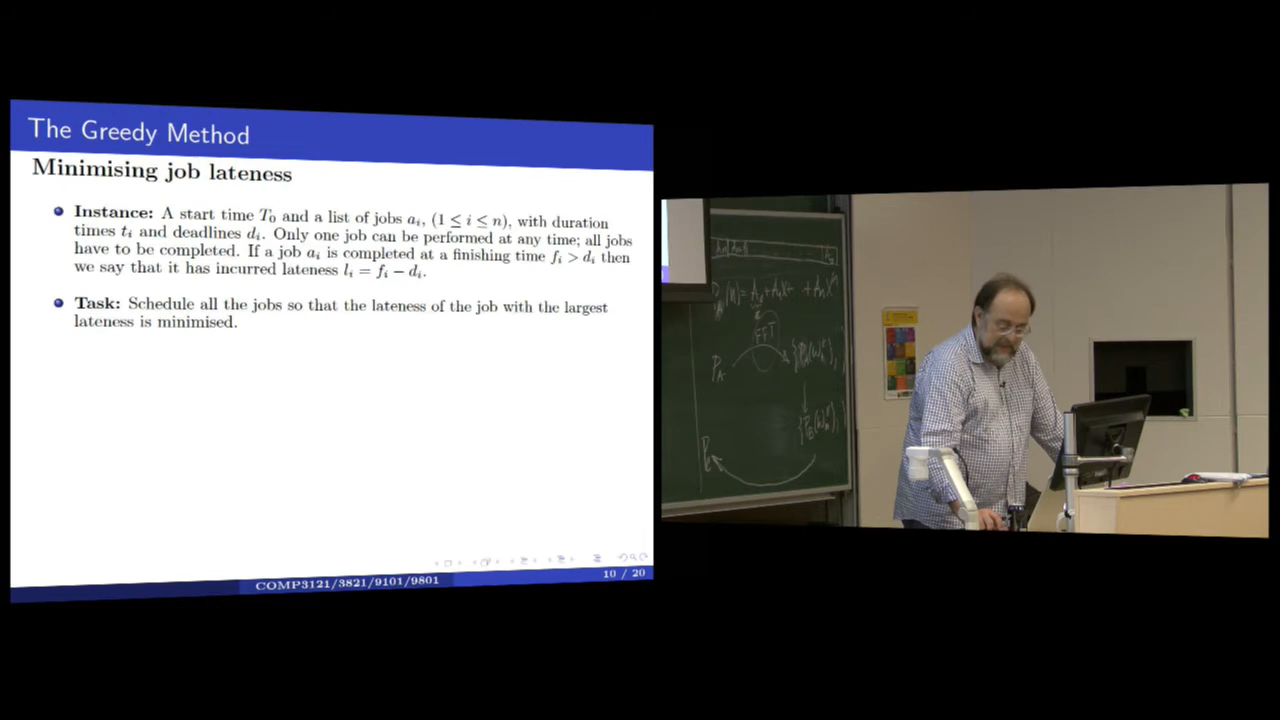 The Greedy Method
Minimising job lateness
Instance: A start time T₀ and a list of jobs aᵢ, (1 ≤ i ≤ n), with duration
times tᵢ and deadlines dᵢ. Only one job can be performed at any time; all jobs
have to be completed. If a job aᵢ is completed at a finishing time fᵢ > dᵢ then
we say that it has incurred lateness lᵢ = fᵢ − dᵢ.
Task: Schedule all the jobs so that the lateness of the job with the largest
lateness is minimised.
COMP3121/3821/9101/9801
10 / 20
FFT
P_A